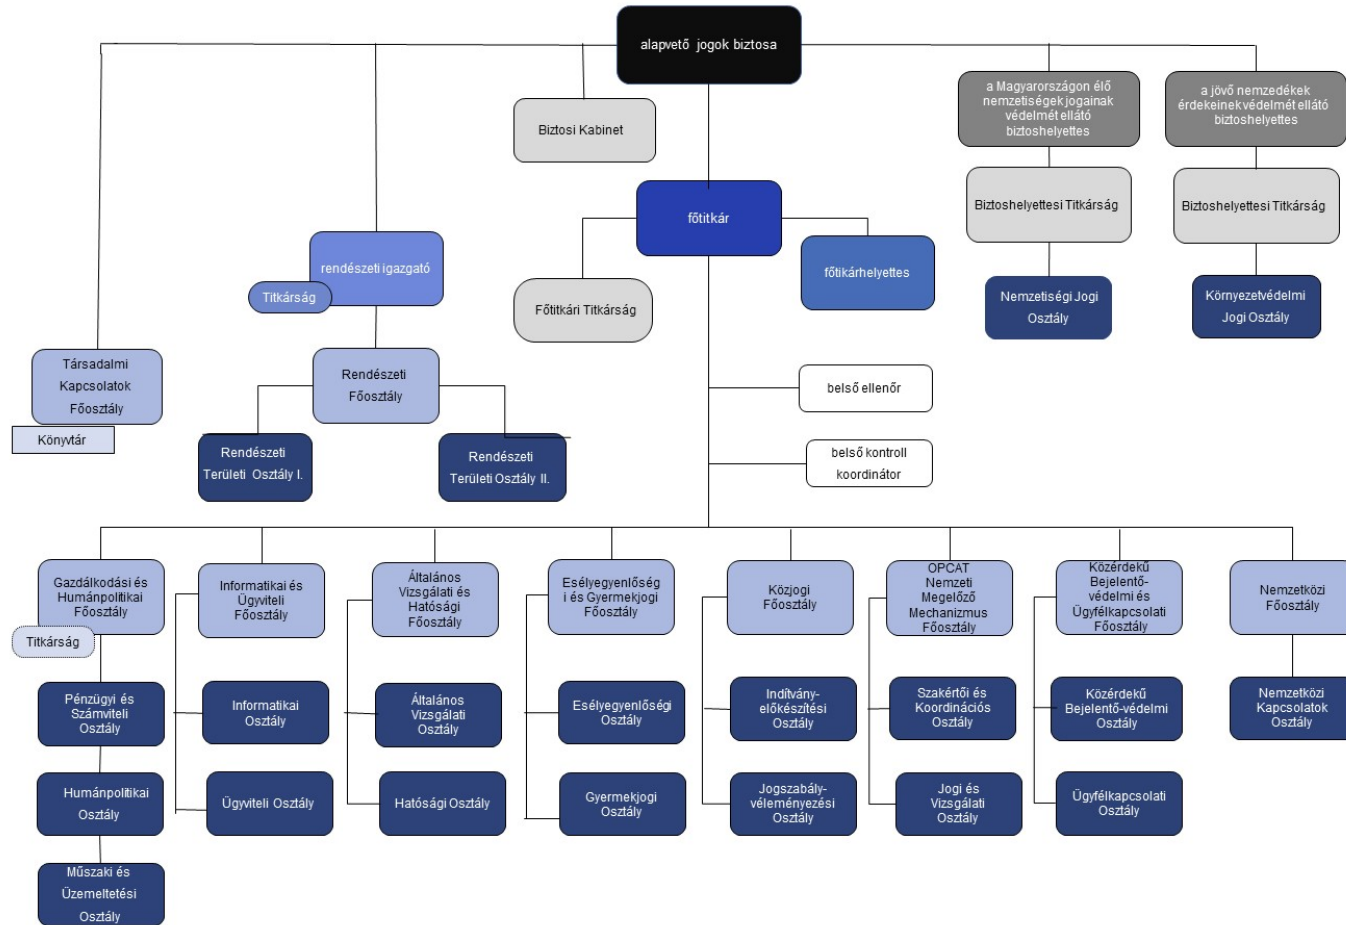 alapvető jogok biztosa
a Magyarországon élő
nemzetiségek jogainak
védelmét ellátó
biztoshelyettes
a jövő nemzedékek
érdekeinek védelmét ellátó
biztoshelyettes
Biztosi Kabinet
Biztoshelyettesi Titkárság
Biztoshelyettesi Titkárság
főtitkár
rendészeti igazgató
Titkárság
főtikárhelyettes
Főtitkári Titkárság
Nemzetiségi Jogi
Osztály
Környezetvédelmi
Jogi Osztály
Társadalmi
Kapcsolatok
Főosztály
Könyvtár
Rendészeti
Főosztály
belső ellenőr
Rendészeti
Területi Osztály I.
Rendészeti
Területi Osztály II.
belső kontroll
koordinátor
Gazdálkodási és
Humánpolitikai
Főosztály
Titkárság
Informatikai és
Ügyviteli
Főosztály
Általános
Vizsgálati és
Hatósági
Főosztály
Esélyegyenlőség
i és Gyermekjogi
Főosztály
Közjogi
Főosztály
OPCAT
Nemzeti
Megelőző
Mechanizmus
Főosztály
Közérdekű
Bejelentő-
védelmi és
Ügyfélkapcsolati
Főosztály
Nemzetközi
Főosztály
Pénzügyi és
Számviteli
Osztály
Informatikai
Osztály
Általános
Vizsgálati
Osztály
Esélyegyenlőségi
Osztály
Indítvány-
előkészítési
Osztály
Szakértői és
Koordinációs
Osztály
Közérdekű
Bejelentő-védelmi
Osztály
Nemzetközi
Kapcsolatok
Osztály
Humánpolitikai
Osztály
Ügyviteli Osztály
Hatósági Osztály
Gyermekjogi
Osztály
Jogszabály-
véleményezési
Osztály
Jogi és
Vizsgálati
Osztály
Ügyfélkapcsolati
Osztály
Műszaki és
Üzemeltetési
Osztály